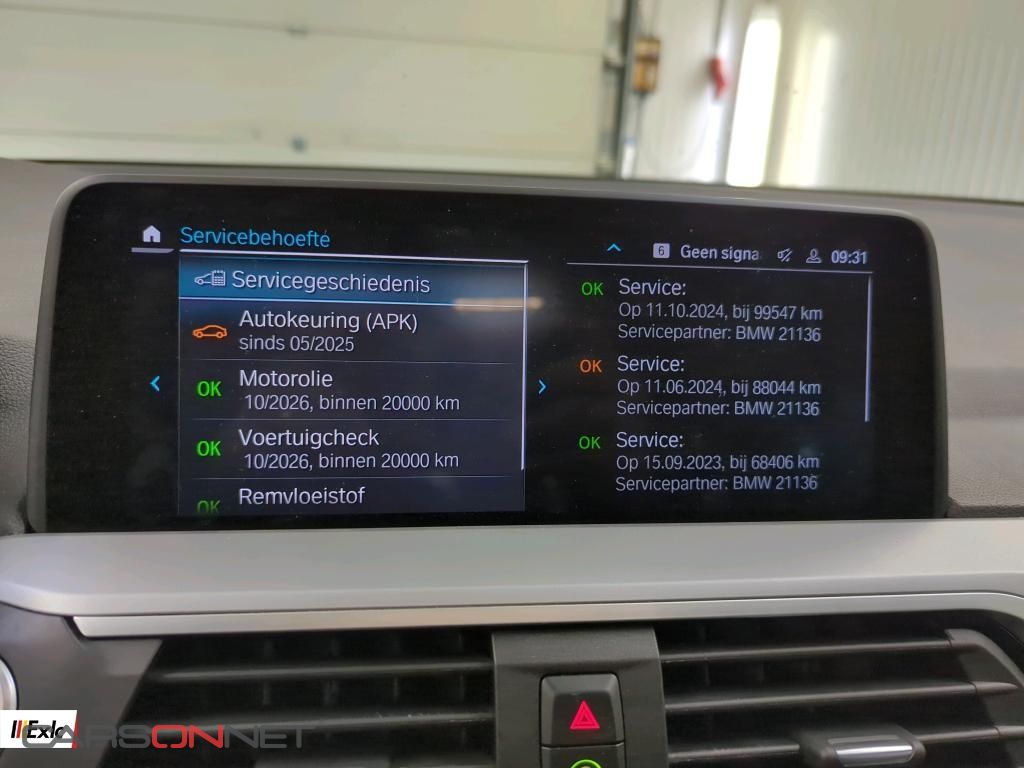 Servicebehoefte
6 Geen signa 09:31
Servicegeschiedenis
Autokeuring (APK)
sinds 05/2025
OK Motorolie
10/2026, binnen 20000 km
OK Voertuigcheck
10/2026, binnen 20000 km
OK Remvloeistof
OK Service:
Op 11.10.2024, bij 99547 km
Servicepartner: BMW 21136
OK Service:
Op 11.06.2024, bij 88044 km
Servicepartner: BMW 21136
OK Service:
Op 15.09.2023, bij 68406 km
Servicepartner: BMW 21136
CARSONNET